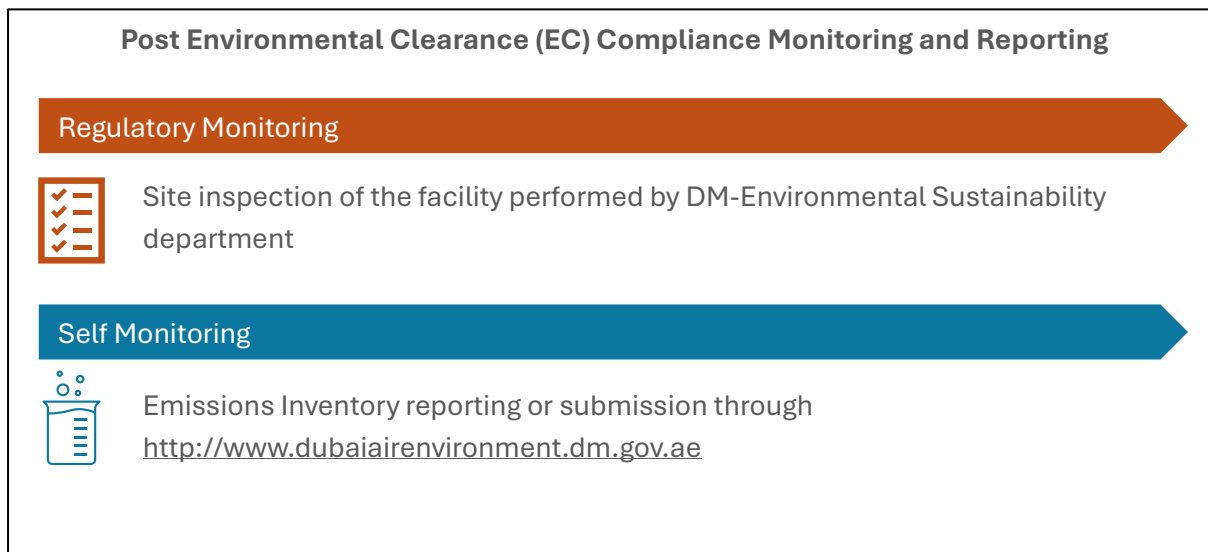 Post Environmental Clearance (EC) Compliance Monitoring and Reporting
Regulatory Monitoring
Site inspection of the facility performed by DM-Environmental Sustainability
department
Self Monitoring
Emissions Inventory reporting or submission through
http://www.dubaiairenvironment.dm.gov.ae